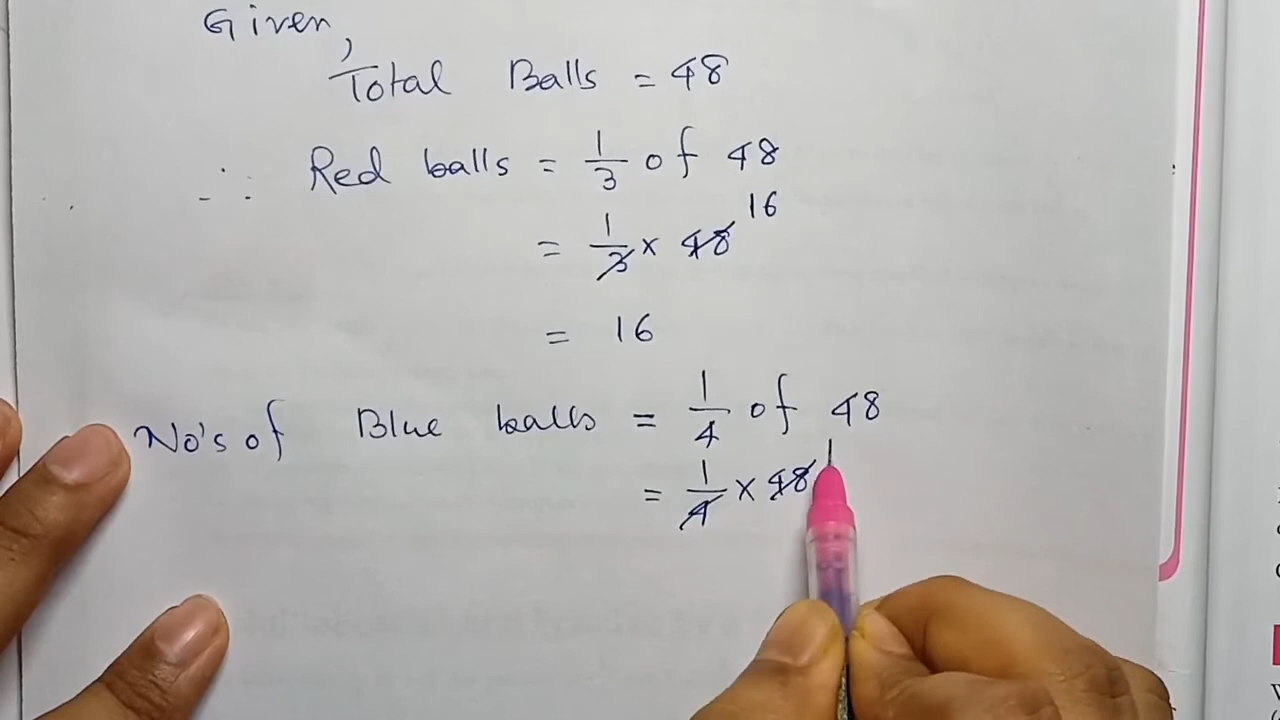 Given,
Total Balls = 48
∴ Red balls = 1/3 of 48
= 1/3 × 48 16
= 16
No's of Blue balls = 1/4 of 48
= 1/4 × 48 1